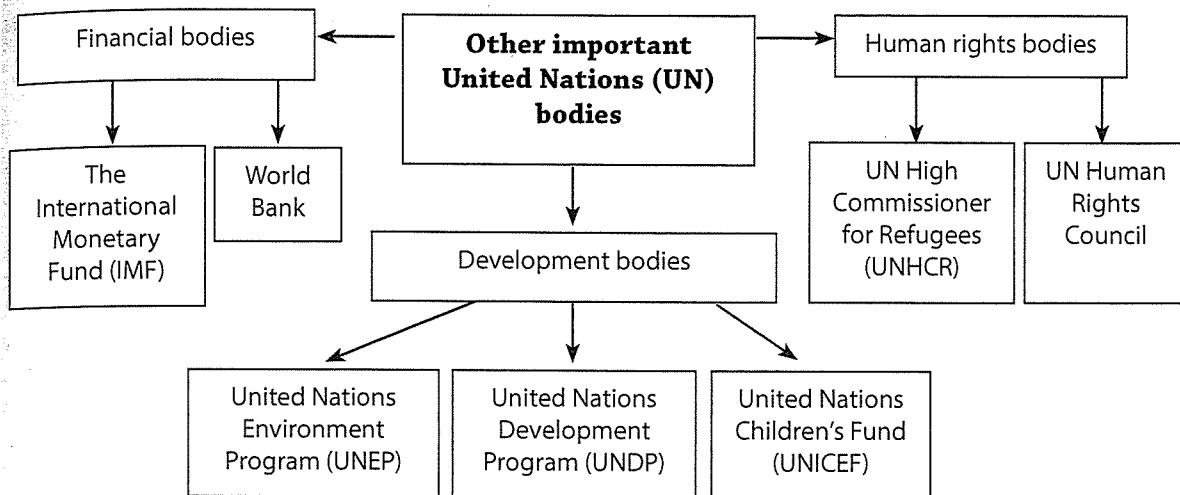 Financial bodies
Other important
United Nations (UN)
bodies
Human rights bodies
The
International
Monetary
Fund (IMF)
World
Bank
UN High
Commissioner
for Refugees
(UNHCR)
UN Human
Rights
Council
Development bodies
United Nations
Environment
Program (UNEP)
United Nations
Development
Program (UNDP)
United Nations
Children's Fund
(UNICEF)